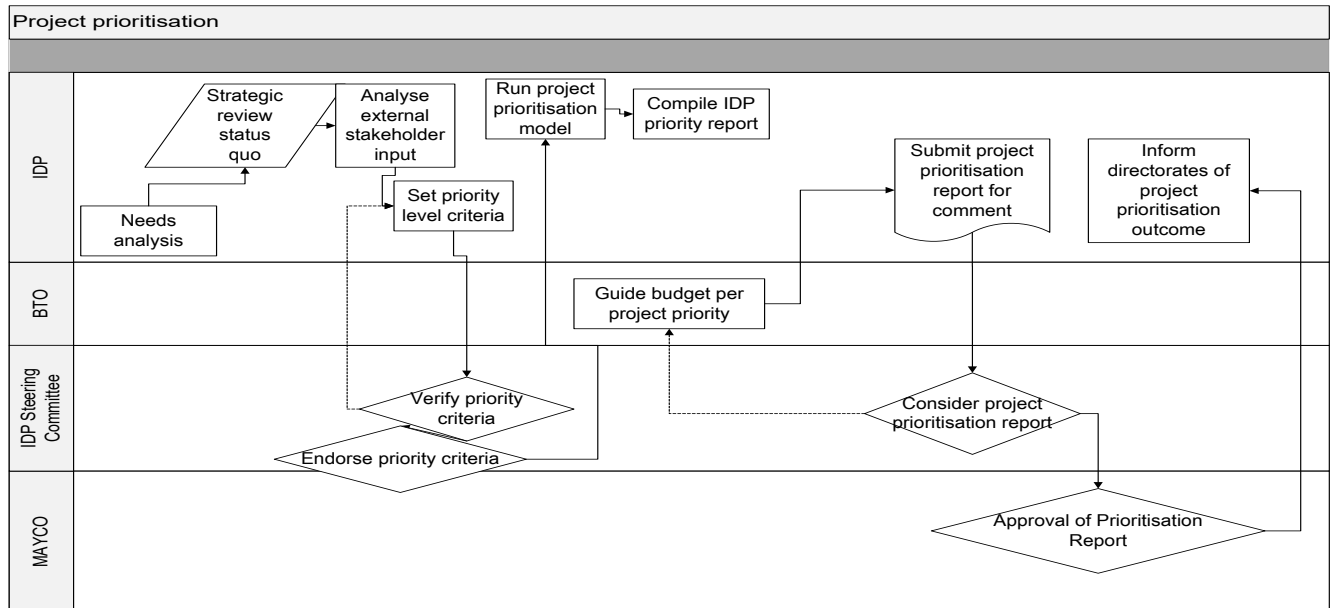 Project prioritisation
IDP
Strategic
review
status
quo
Analyse
external
stakeholder
input
Needs
analysis
Set priority
level criteria
Run project
prioritisation
model
Compile IDP
priority report
Submit project
prioritisation
report for
comment
Inform
directorates of
project
prioritisation
outcome
BTO
Guide budget per
project priority
IDP Steering
Committee
Verify priority
criteria
Endorse priority criteria
Consider project
prioritisation report
MAYCO
Approval of Prioritisation
Report